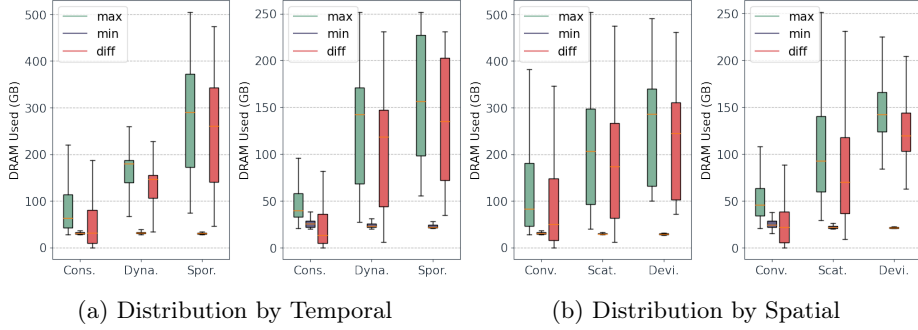 500
400
300
200
100
0
DRAM Used (GB)
max
min
diff
Cons.
Dyna.
Spor.
250
200
150
100
50
0
DRAM Used (GB)
max
min
diff
Cons.
Dyna.
Spor.
500
400
300
200
100
0
DRAM Used (GB)
max
min
diff
Conv.
Scat.
Devi.
250
200
150
100
50
0
DRAM Used (GB)
max
min
diff
Conv.
Scat.
Devi.
(a) Distribution by Temporal
(b) Distribution by Spatial